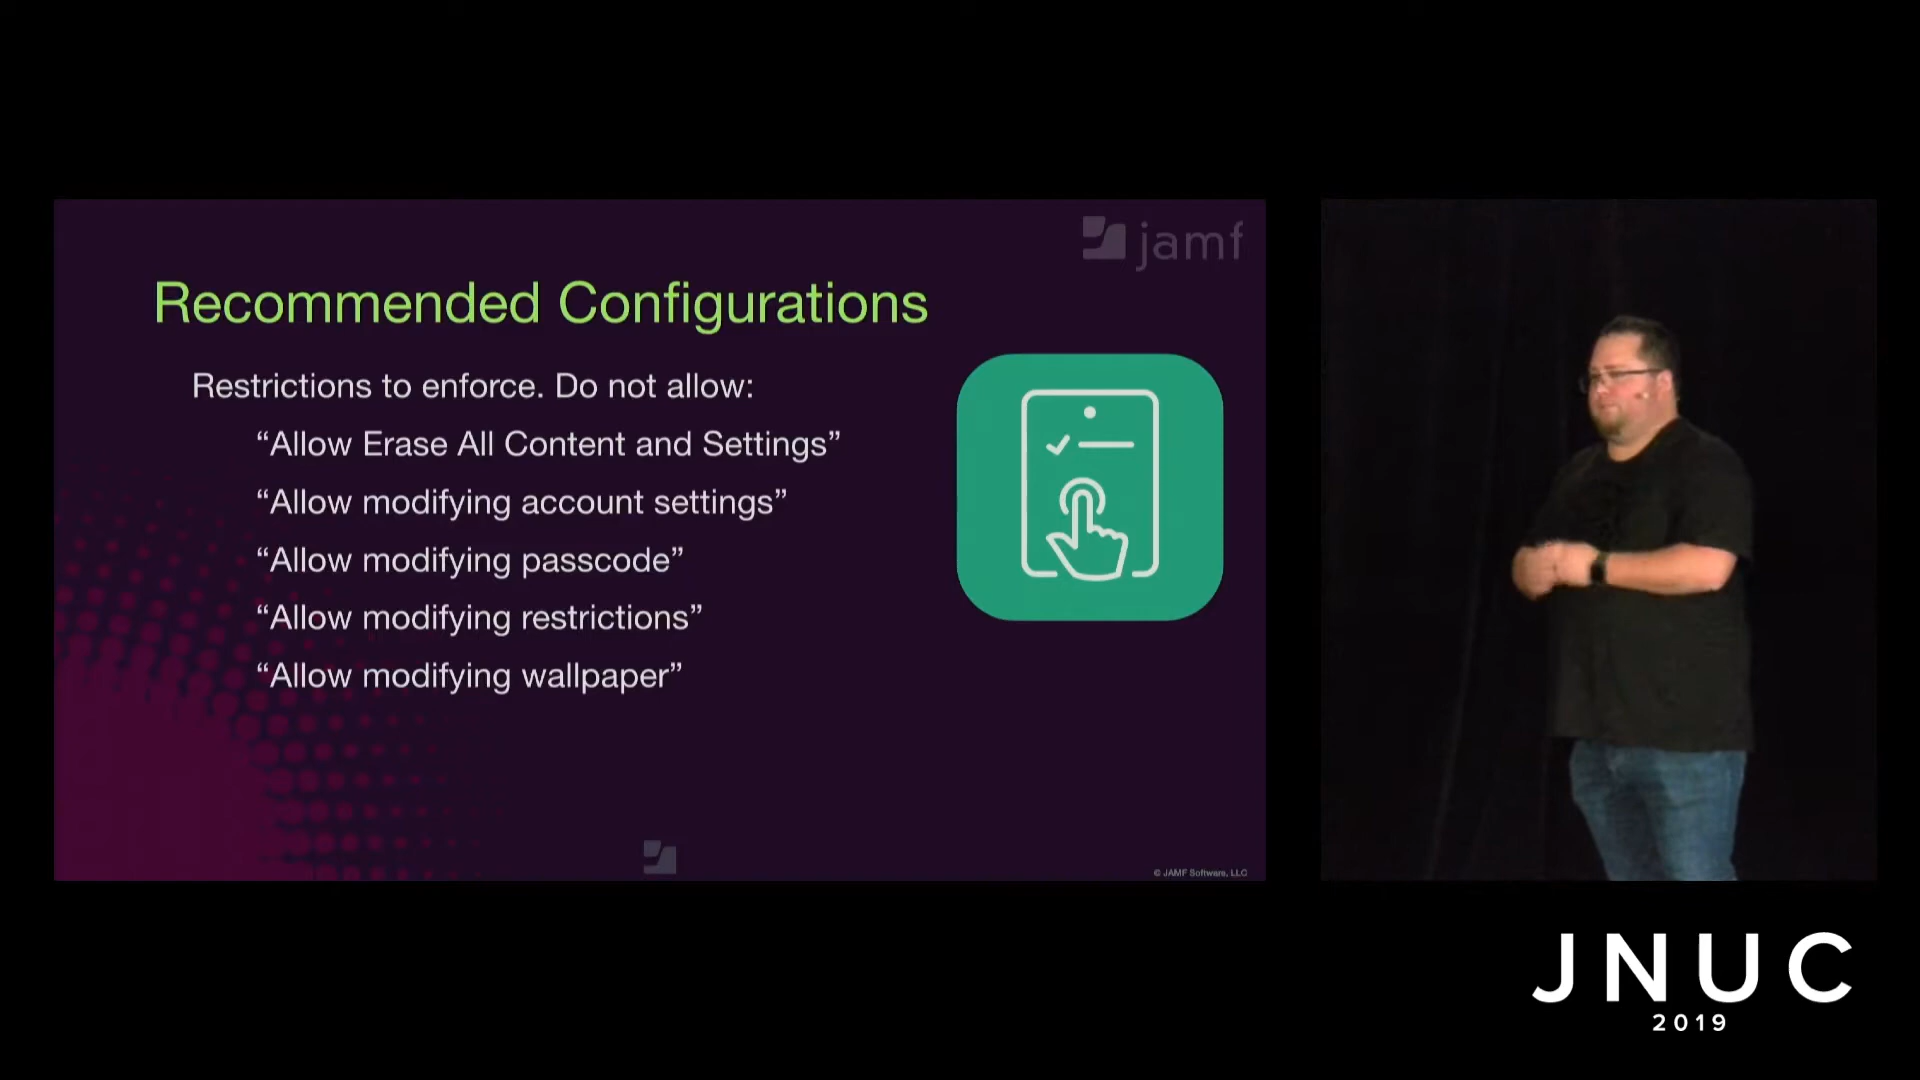 jamf
Recommended Configurations
Restrictions to enforce. Do not allow:
“Allow Erase All Content and Settings”
“Allow modifying account settings”
“Allow modifying passcode”
“Allow modifying restrictions”
“Allow modifying wallpaper”
© JAMF Software, LLC
JNUC
2019